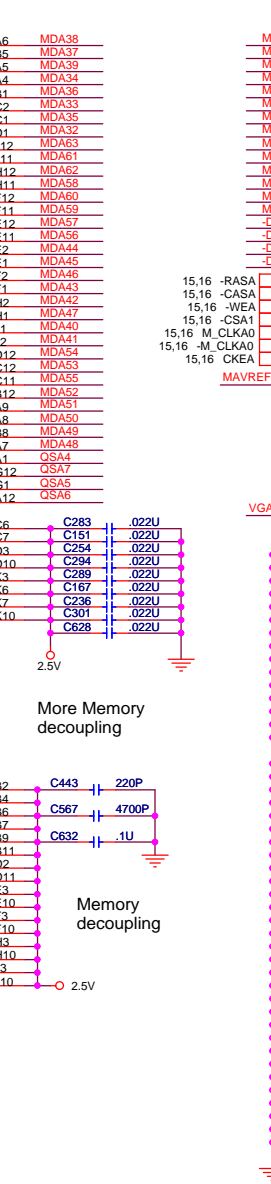 MDA38
MDA37
MDA39
MDA34
MDA36
MDA33
MDA35
MDA32
MDA63
MDA61
MDA62
MDA58
MDA60
MDA59
MDA57
MDA56
MDA44
MDA45
MDA46
MDA43
MDA42
MDA47
MDA40
MDA41
MDA54
MDA53
MDA55
MDA52
MDA51
MDA50
MDA49
MDA48
QSA4
QSA7
QSA5
QSA6
15,16 -RASA
15,16 -CASA
15,16 -WEA
15,16 -CSA1
15,16 M_CLKA0
15,16 -M_CLKA0
15,16 CKEA
MAVREF
VGA
C283 .022U
C151 .022U
C254 .022U
C294 .022U
C289 .022U
C167 .022U
C236 .022U
C301 .022U
C628 .022U
2.5V
More Memory
decoupling
C443 220P
C567 4700P
C632 .1U
Memory
decoupling
2.5V